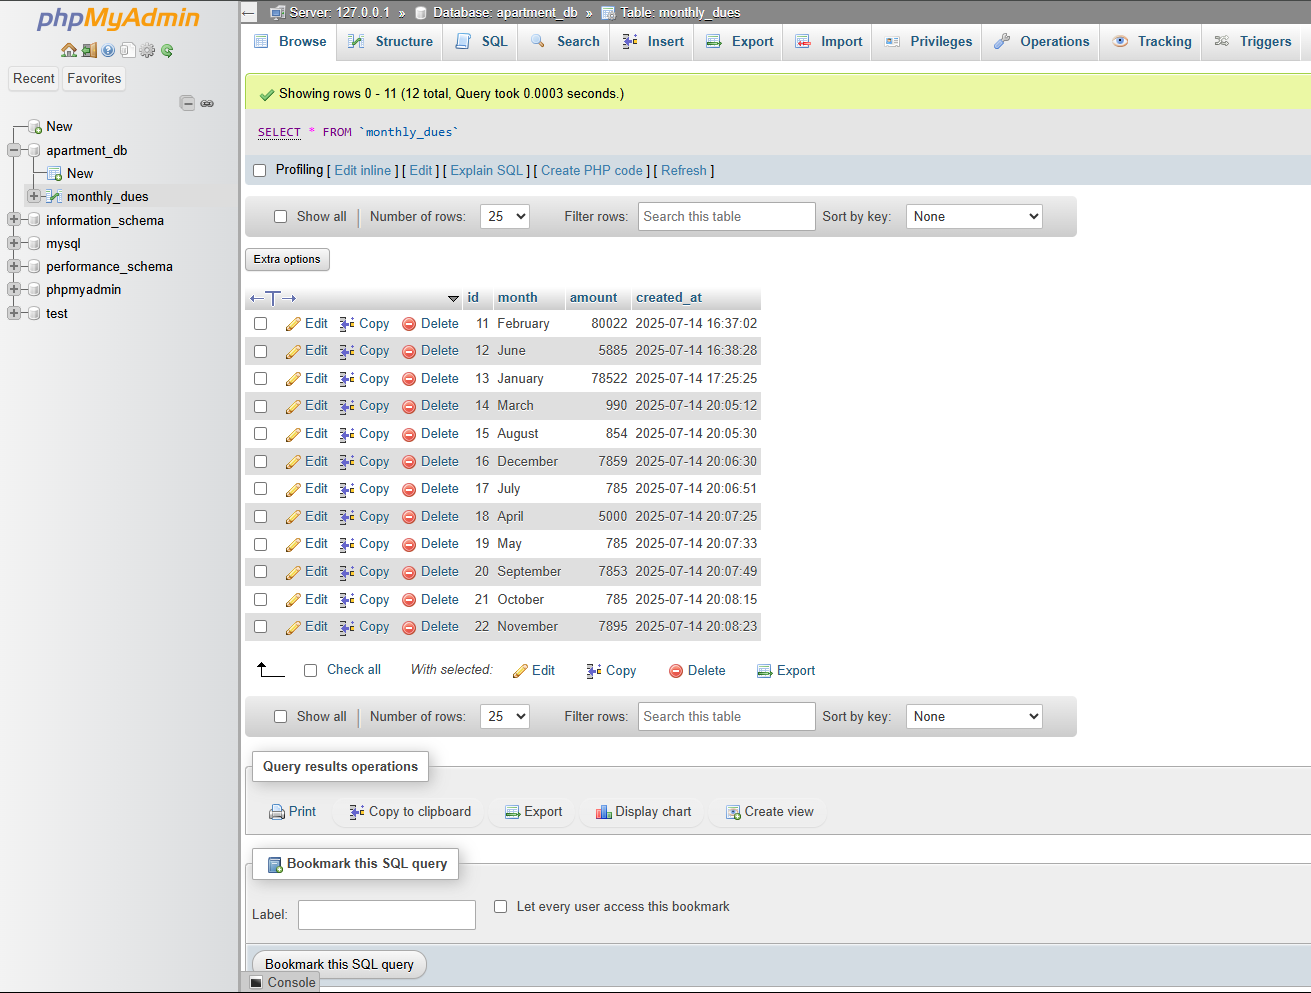 phpMyAdmin
Recent Favorites
New
apartment_db
New
monthly_dues
information_schema
mysql
performance_schema
phpmyadmin
test
Server: 127.0.0.1 » Database: apartment_db » Table: monthly_dues
Browse Structure SQL Search Insert Export Import Privileges Operations Tracking Triggers
Showing rows 0 - 11 (12 total, Query took 0.0003 seconds.)
SELECT * FROM `monthly_dues`
Profiling [ Edit inline ] [ Edit ] [ Explain SQL ] [ Create PHP code ] [ Refresh ]
Show all | Number of rows: 25 Filter rows: Search this table Sort by key: None
Extra options
←T→ id month amount created_at
Edit Copy Delete 11 February 80022 2025-07-14 16:37:02
Edit Copy Delete 12 June 5885 2025-07-14 16:38:28
Edit Copy Delete 13 January 78522 2025-07-14 17:25:25
Edit Copy Delete 14 March 990 2025-07-14 20:05:12
Edit Copy Delete 15 August 854 2025-07-14 20:05:30
Edit Copy Delete 16 December 7859 2025-07-14 20:06:30
Edit Copy Delete 17 July 785 2025-07-14 20:06:51
Edit Copy Delete 18 April 5000 2025-07-14 20:07:25
Edit Copy Delete 19 May 785 2025-07-14 20:07:33
Edit Copy Delete 20 September 7853 2025-07-14 20:07:49
Edit Copy Delete 21 October 785 2025-07-14 20:08:15
Edit Copy Delete 22 November 7895 2025-07-14 20:08:23
Check all With selected: Edit Copy Delete Export
Show all | Number of rows: 25 Filter rows: Search this table Sort by key: None
Query results operations
Print Copy to clipboard Export Display chart Create view
Bookmark this SQL query
Label: Let every user access this bookmark
Bookmark this SQL query
Console